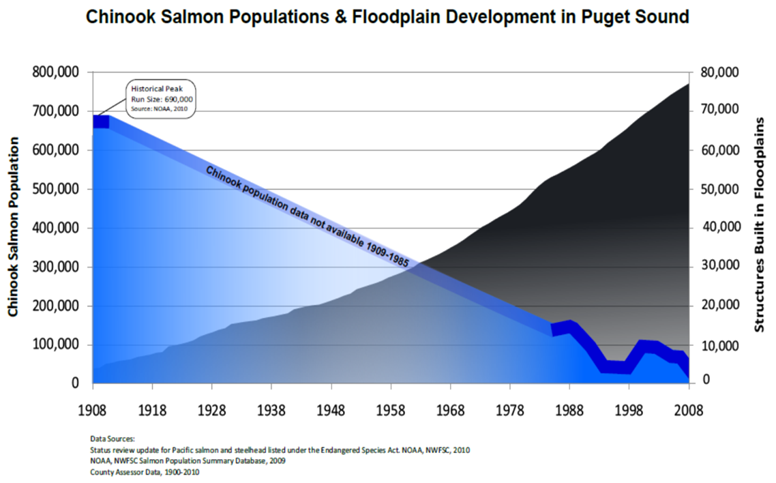 Chinook Salmon Populations & Floodplain Development in Puget Sound
800,000
700,000
600,000
500,000
400,000
300,000
200,000
100,000
0
Chinook Salmon Population
Historical Peak
Run Size: 690,000
Source: NOAA, 2010
Chinook population data not available 1909-1985
80,000
70,000
60,000
50,000
40,000
30,000
20,000
10,000
0
Structures Built in Floodplains
1908 1918 1928 1938 1948 1958 1968 1978 1988 1998 2008
Data Sources:
Status review update for Pacific salmon and steelhead listed under the Endangered Species Act. NOAA, NWFSC, 2010
NOAA, NWFSC Salmon Population Summary Database, 2009
County Assessor Data, 1900-2010